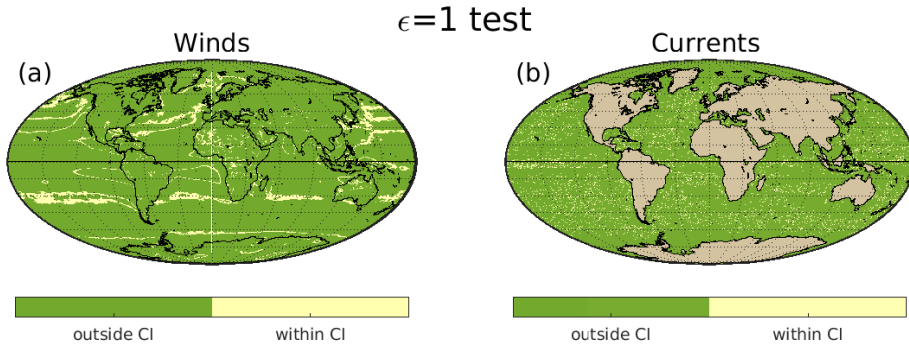 ϵ=1 test
Winds
Currents
(a)
(b)
outside CI
within CI
outside CI
within CI